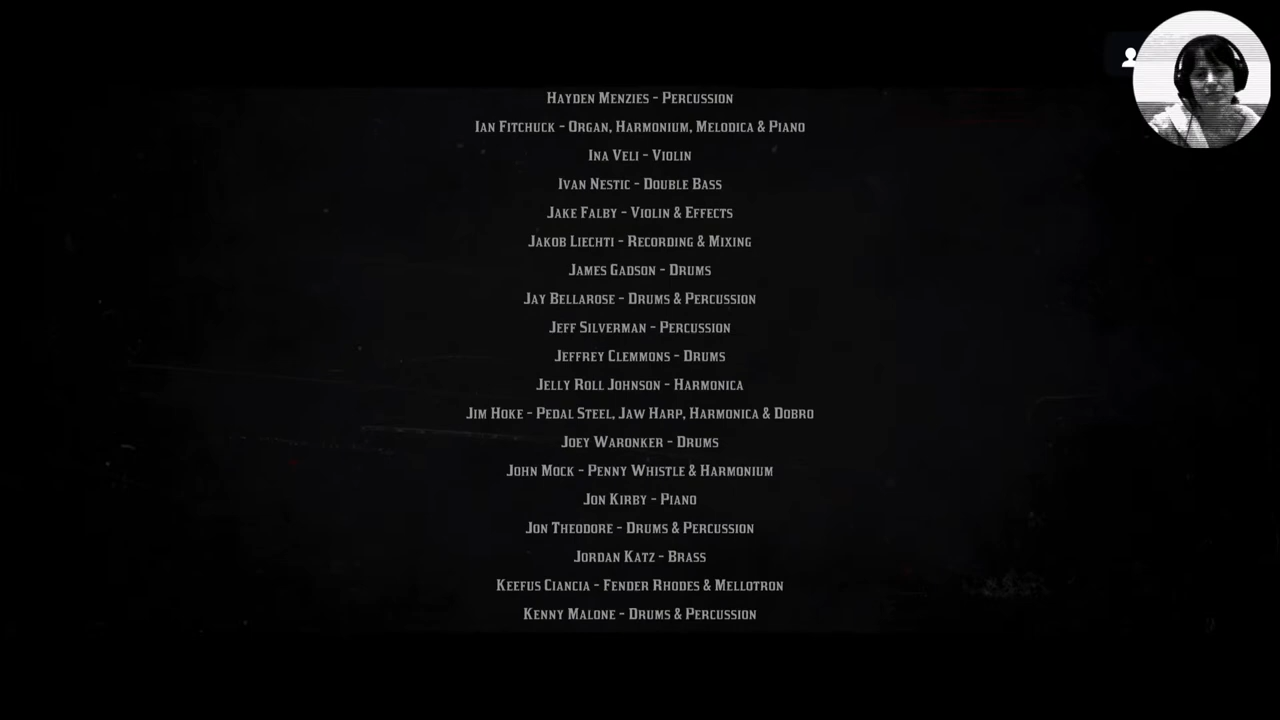 Hayden Menzies - Percussion
Ian Fitchuck - Organ, Harmonium, Melodica & Piano
Ina Veli - Violin
Ivan Nestic - Double Bass
Jake Falby - Violin & Effects
Jakob Liechti - Recording & Mixing
James Gadson - Drums
Jay Bellarose - Drums & Percussion
Jeff Silverman - Percussion
Jeffrey Clemmons - Drums
Jelly Roll Johnson - Harmonica
Jim Hoke - Pedal Steel, Jaw Harp, Harmonica & Dobro
Joey Waronker - Drums
John Mock - Penny Whistle & Harmonium
Jon Kirby - Piano
Jon Theodore - Drums & Percussion
Jordan Katz - Brass
Keefus Ciancia - Fender Rhodes & Mellotron
Kenny Malone - Drums & Percussion